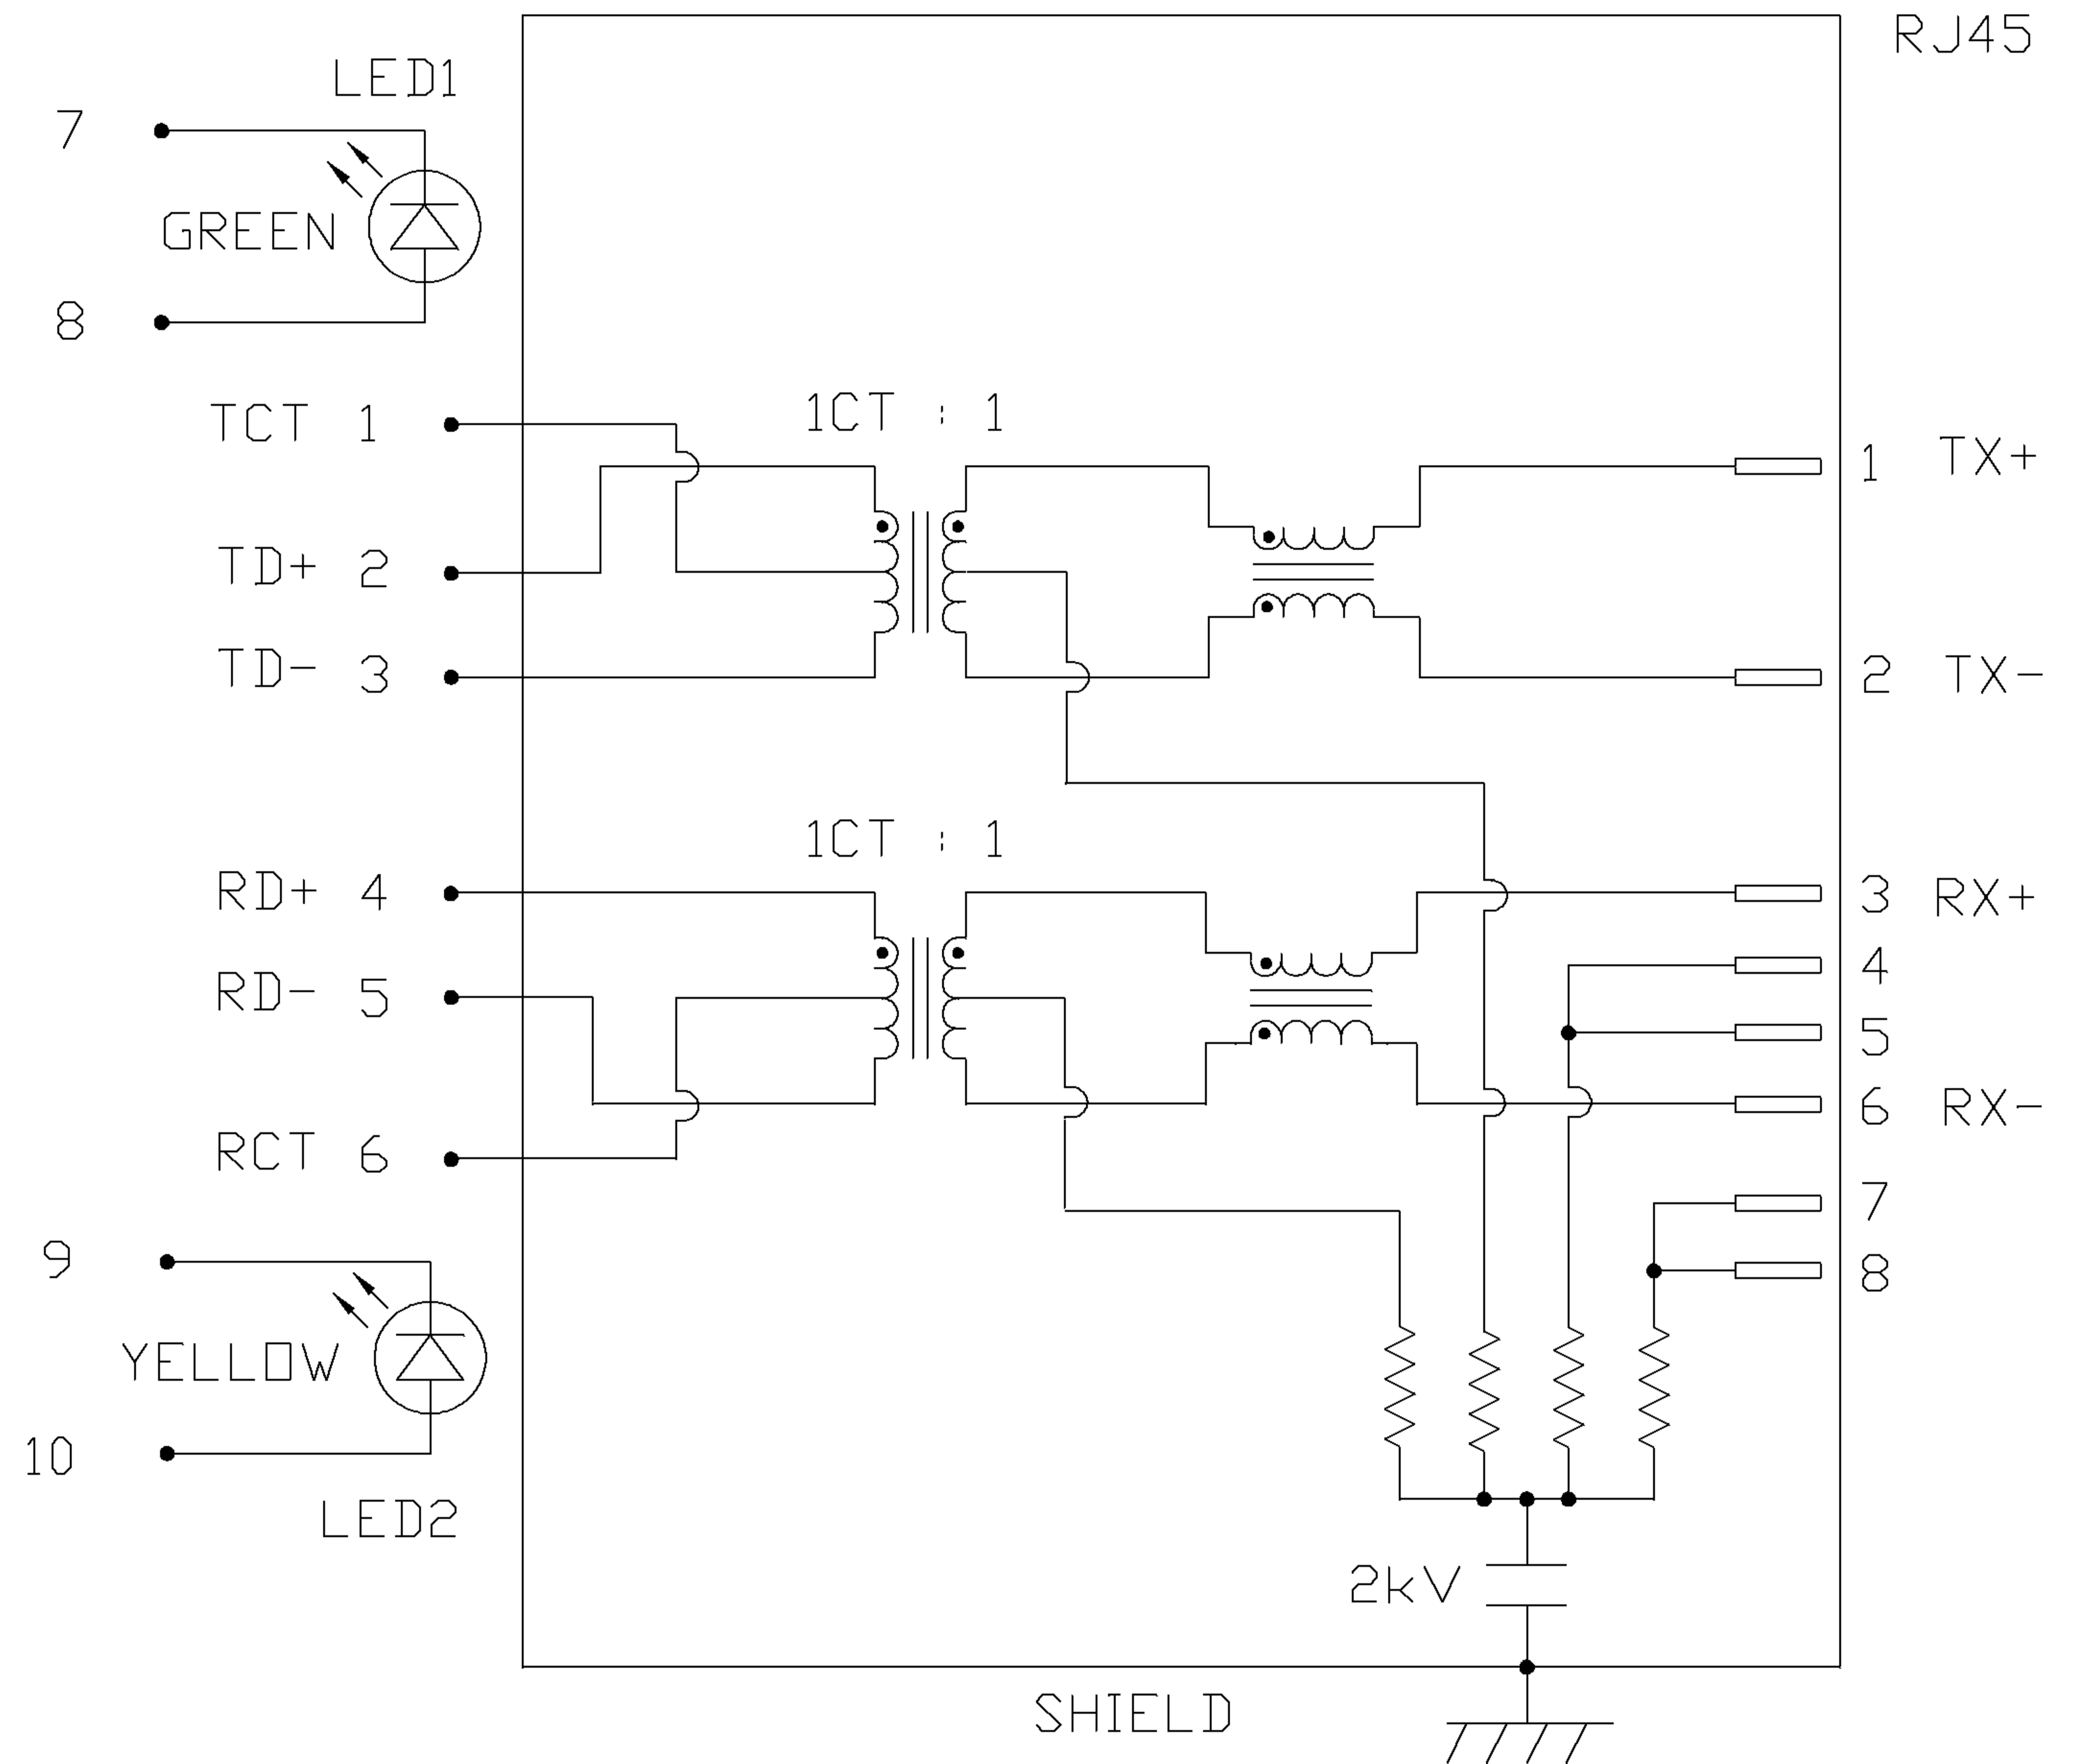 RJ45
LED1
7
GREEN
8
TCT 1
1CT : 1
1 TX+
TD+ 2
TD- 3
2 TX-
1CT : 1
RD+ 4
3 RX+
4
RD- 5
5
6 RX-
RCT 6
7
9
8
YELLOW
10
LED2
2kV
SHIELD